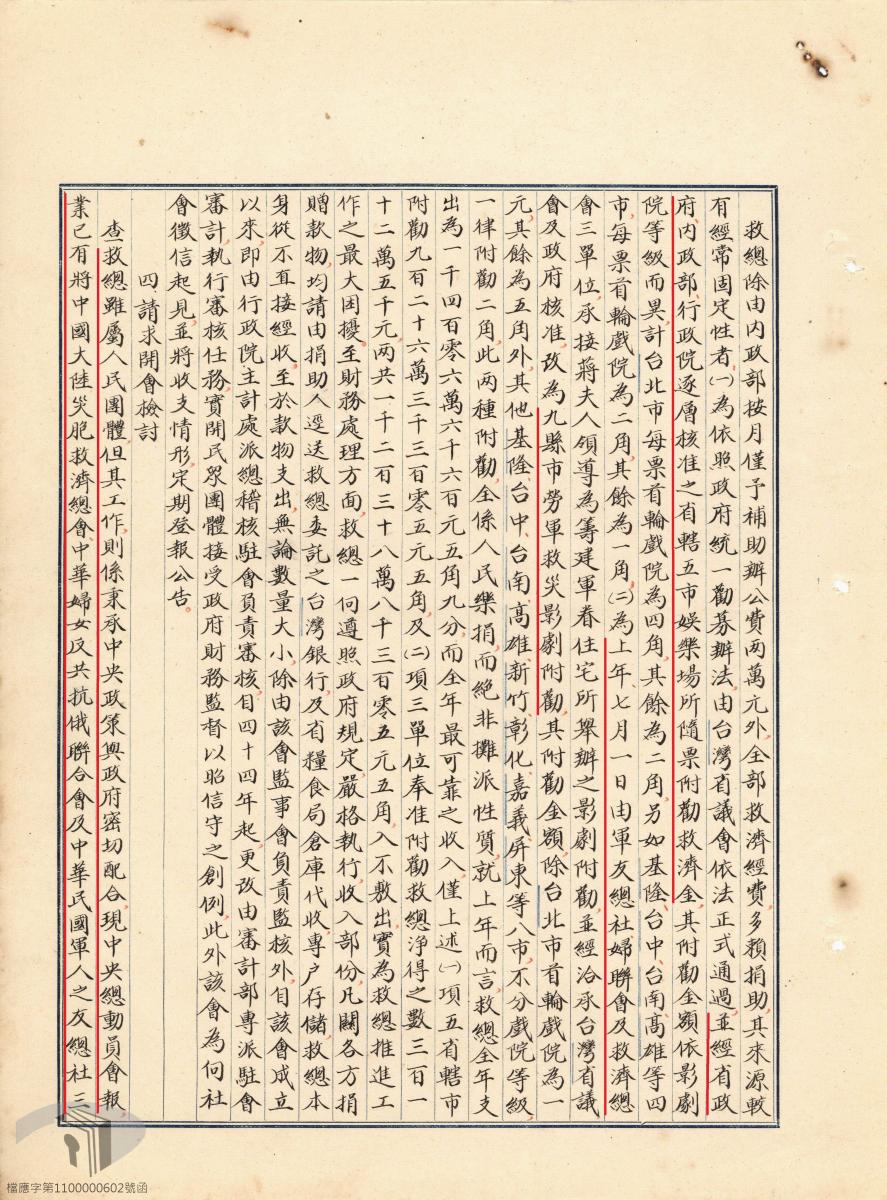 救總除由內政部按月僅予補助辦公費兩萬元外，全部救濟經費，多賴捐助，其來源較
有經常固定性者，㈠為依照政府統一勸募辦法，由台灣省議會依法正式通過，並經省政
府內政部、行政院逐層核准之省轄五市娛樂場所隨票附勸救濟金，其附勸金額依影劇
院等級而異，計台北市每票首輪戲院為四角，其餘為二角，另如基隆、台中、台南、高雄等四
市，每票首輪戲院為二角，其餘為一角，㈡為上年七月一日由軍友總社婦聯會及救濟總
會三單位，承接蔣夫人領導為籌建軍眷住宅所舉辦之影劇附勸，並經洽承台灣省議
會及政府核准，改為九縣市勞軍救災影劇附勸，其附勸金額除台北市首輪戲院為一
元，其餘為五角外，其他基隆、台中、台南、高雄、新竹、彰化、嘉義、屏東等八市，不分戲院等級，
一律附勸二角，此兩種附勸，全係人民樂捐，而絕非攤派性質，就上年而言，救總全年支
出為一千四百零六萬六千六百元五角九分，而全年最可靠之收入，僅上述㈠項五省轄市
附勸九百二十六萬三千三百零五元五角，及㈡項三單位奉准附勸救總淨得之數三百一
十二萬五千元，兩共一千二百三十八萬八千三百零五元五角，入不敷出，實為救總推進工
作之最大困擾。至財務處理方面，救總一向遵照政府規定，嚴格執行，收入部份，凡關各方捐
贈款物，均請由捐助人逕送救總委託之台灣銀行，及省糧食局倉庫代收，專户存儲，救總本
身從不直接經收，至於款物支出，無論數量大小，除由該會監事會負責監核外，自該會成立
以來，即由行政院主計處派總稽核駐會負責審核，自四十四年起，更改由審計部專派駐會
審計，執行審核任務，實開民眾團體接受政府財務監督以昭信守之創例，此外該會為向社
會徵信起見，並將收支情形，定期登報公告。
四、請求開會檢討
查救總雖屬人民團體，但其工作，則係秉承中央政策與政府密切配合，現中央總動員會報，
業已有將中國大陸災胞救濟總會、中華婦女反共抗俄聯合會及中華民國軍人之友總社三
檔應字第1100000602號函